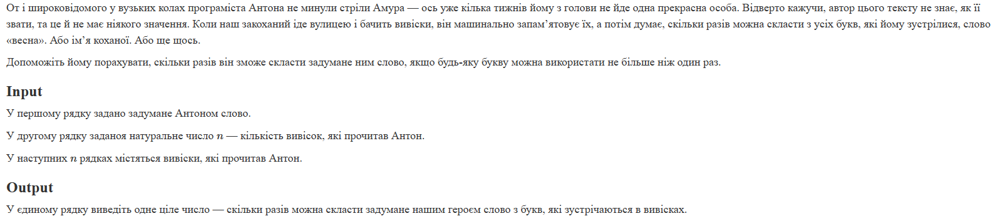 От і широковідомого у вузьких колах програміста Антона не минули стріли Амура — ось уже кілька тижнів йому з голови не йде одна прекрасна особа. Відверто кажучи, автор цього тексту не знає, як її
звати, та це й не має ніякого значення. Коли наш закоханий іде вулицею і бачить вивіски, він машинально запам’ятовує їх, а потім думає, скільки разів можна скласти з усіх букв, які йому зустрілися, слово
«весна». Або ім’я коханої. Або ще щось.
Допоможіть йому порахувати, скільки разів він зможе скласти задумане ним слово, якщо будь-яку букву можна використати не більше ніж один раз.
Input
У першому рядку задано задумане Антоном слово.
У другому рядку заданоя натуральне число n — кількість вивісок, які прочитав Антон.
У наступних n рядках містяться вивіски, які прочитав Антон.
Output
У єдиному рядку виведіть одне ціле число — скільки разів можна скласти задумане нашим героєм слово з букв, які зустрічаються в вивісках.